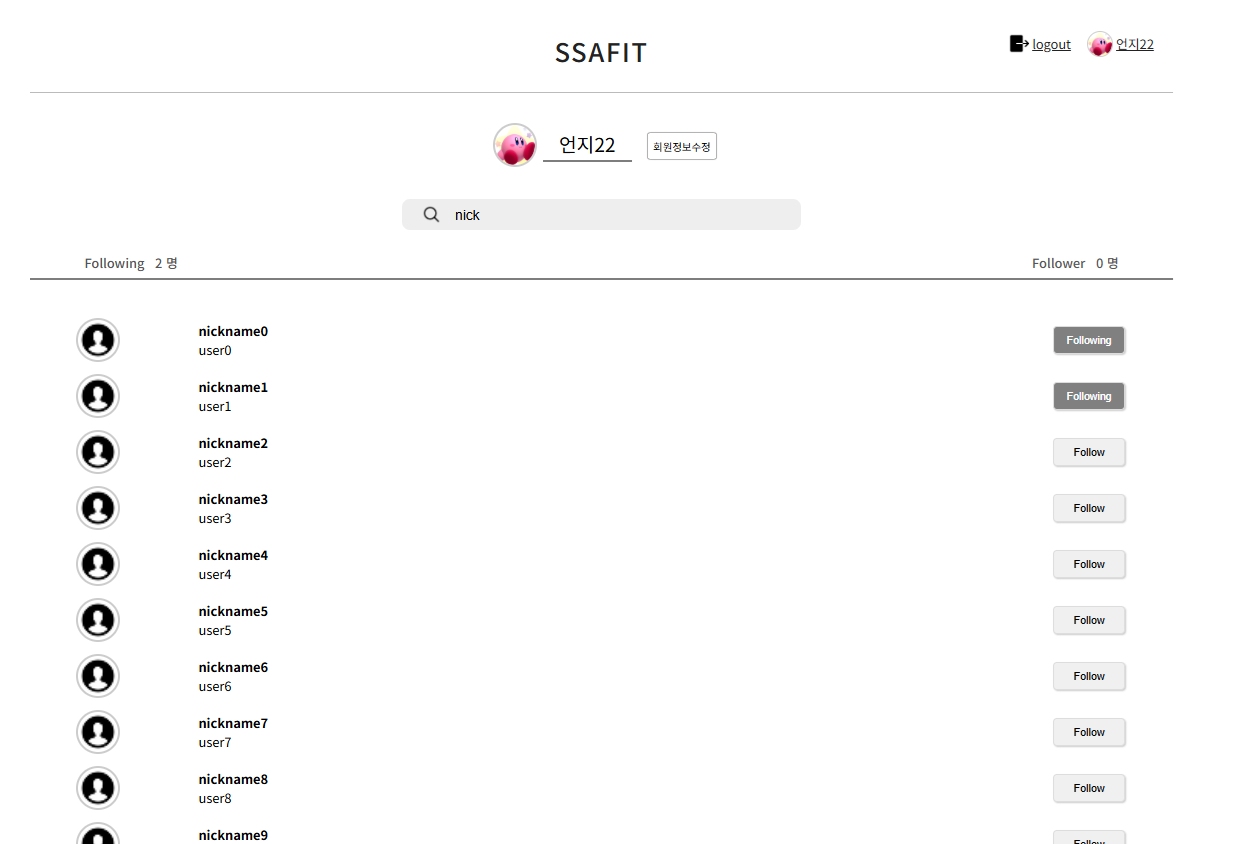 SSAFIT
logout 언지22
언지22 회원정보수정
nick
Following 2 명 Follower 0 명
nickname0
user0
Following
nickname1
user1
Following
nickname2
user2
Follow
nickname3
user3
Follow
nickname4
user4
Follow
nickname5
user5
Follow
nickname6
user6
Follow
nickname7
user7
Follow
nickname8
user8
Follow
nickname9
Follow